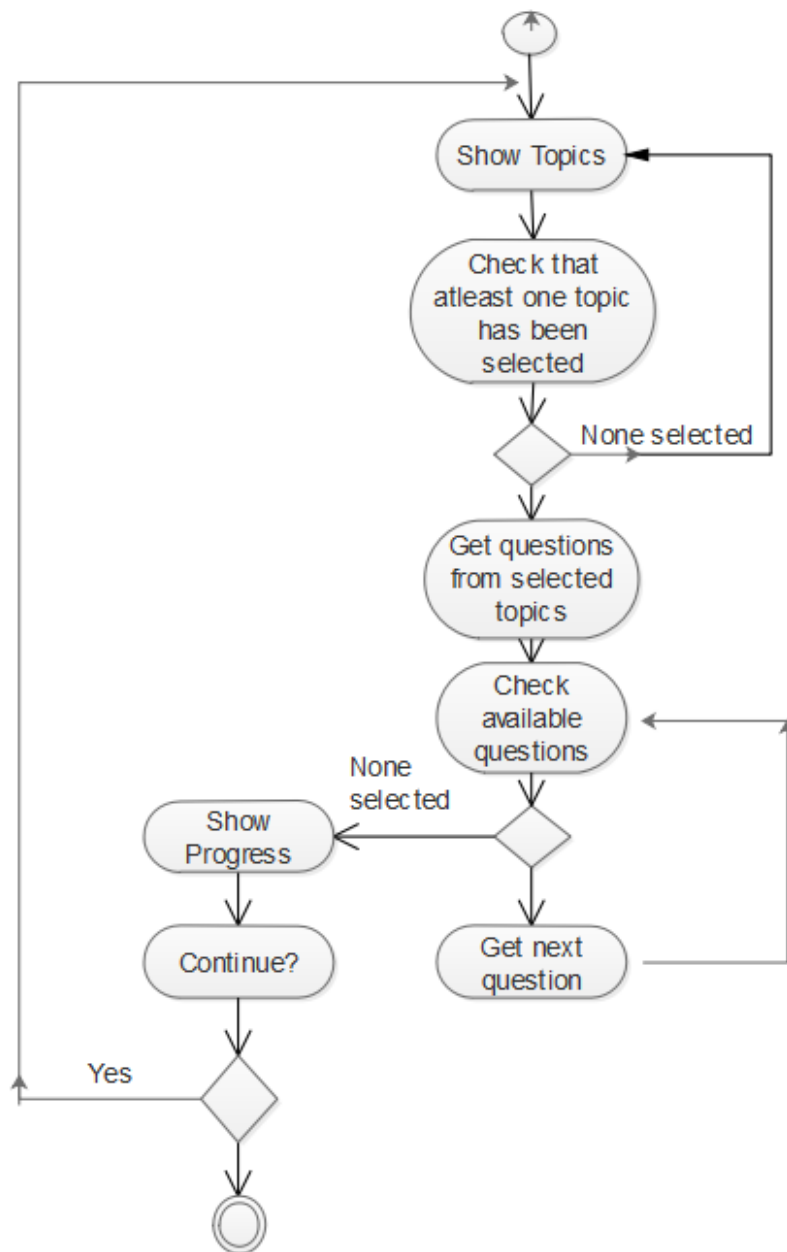 Show Topics
Check that
atleast one topic
has been
selected
None selected
Get questions
from selected
topics
Check
available
questions
None
selected
Show
Progress
Get next
question
Continue?
Yes